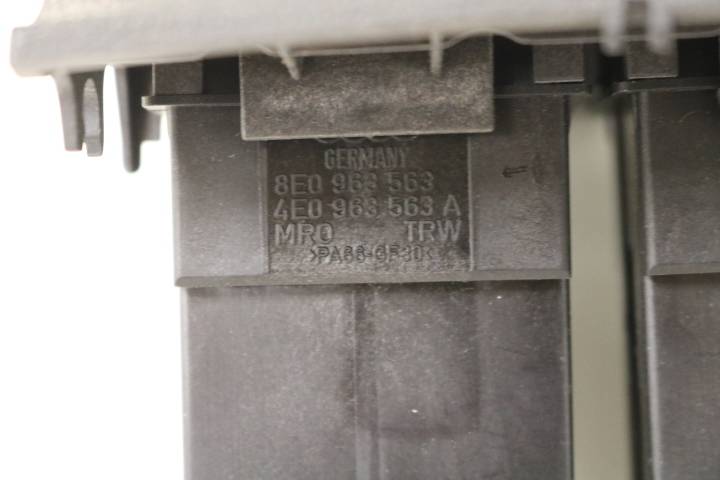 GERMANY
8E0 963 563
4E0 963 563 A
MRO TRW
>PA66-GF30<